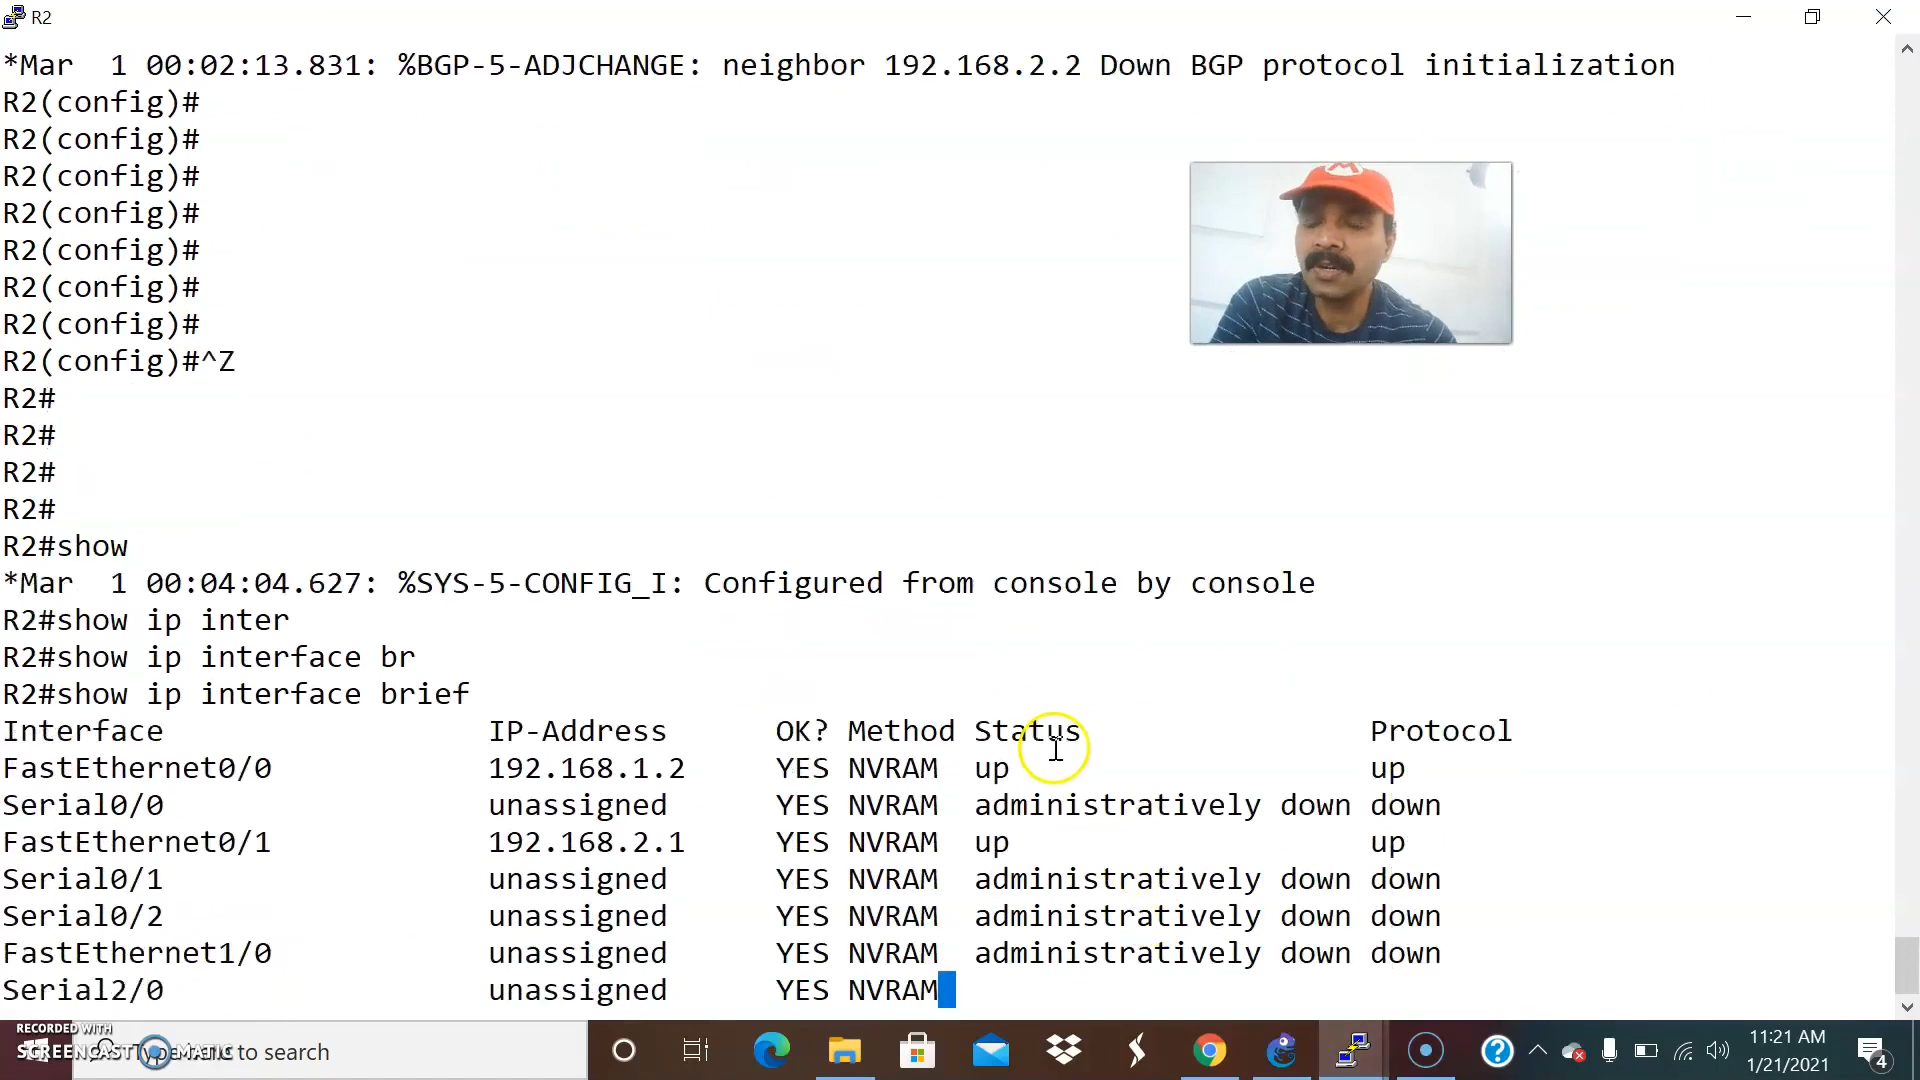 R2
*Mar  1 00:02:13.831: %BGP-5-ADJCHANGE: neighbor 192.168.2.2 Down BGP protocol initialization
R2(config)#
R2(config)#
R2(config)#
R2(config)#
R2(config)#
R2(config)#
R2(config)#
R2(config)#^Z
R2#
R2#
R2#
R2#
R2#show
*Mar  1 00:04:04.627: %SYS-5-CONFIG_I: Configured from console by console
R2#show ip inter
R2#show ip interface br
R2#show ip interface brief
Interface                  IP-Address      OK? Method Status                Protocol
FastEthernet0/0            192.168.1.2     YES NVRAM  up                    up
Serial0/0                  unassigned      YES NVRAM  administratively down down
FastEthernet0/1            192.168.2.1     YES NVRAM  up                    up
Serial0/1                  unassigned      YES NVRAM  administratively down down
Serial0/2                  unassigned      YES NVRAM  administratively down down
FastEthernet1/0            unassigned      YES NVRAM  administratively down down
Serial2/0                  unassigned      YES NVRAM
RECORDED WITH
SCREENCAST MATIC
Type here to search
11:21 AM
1/21/2021
4